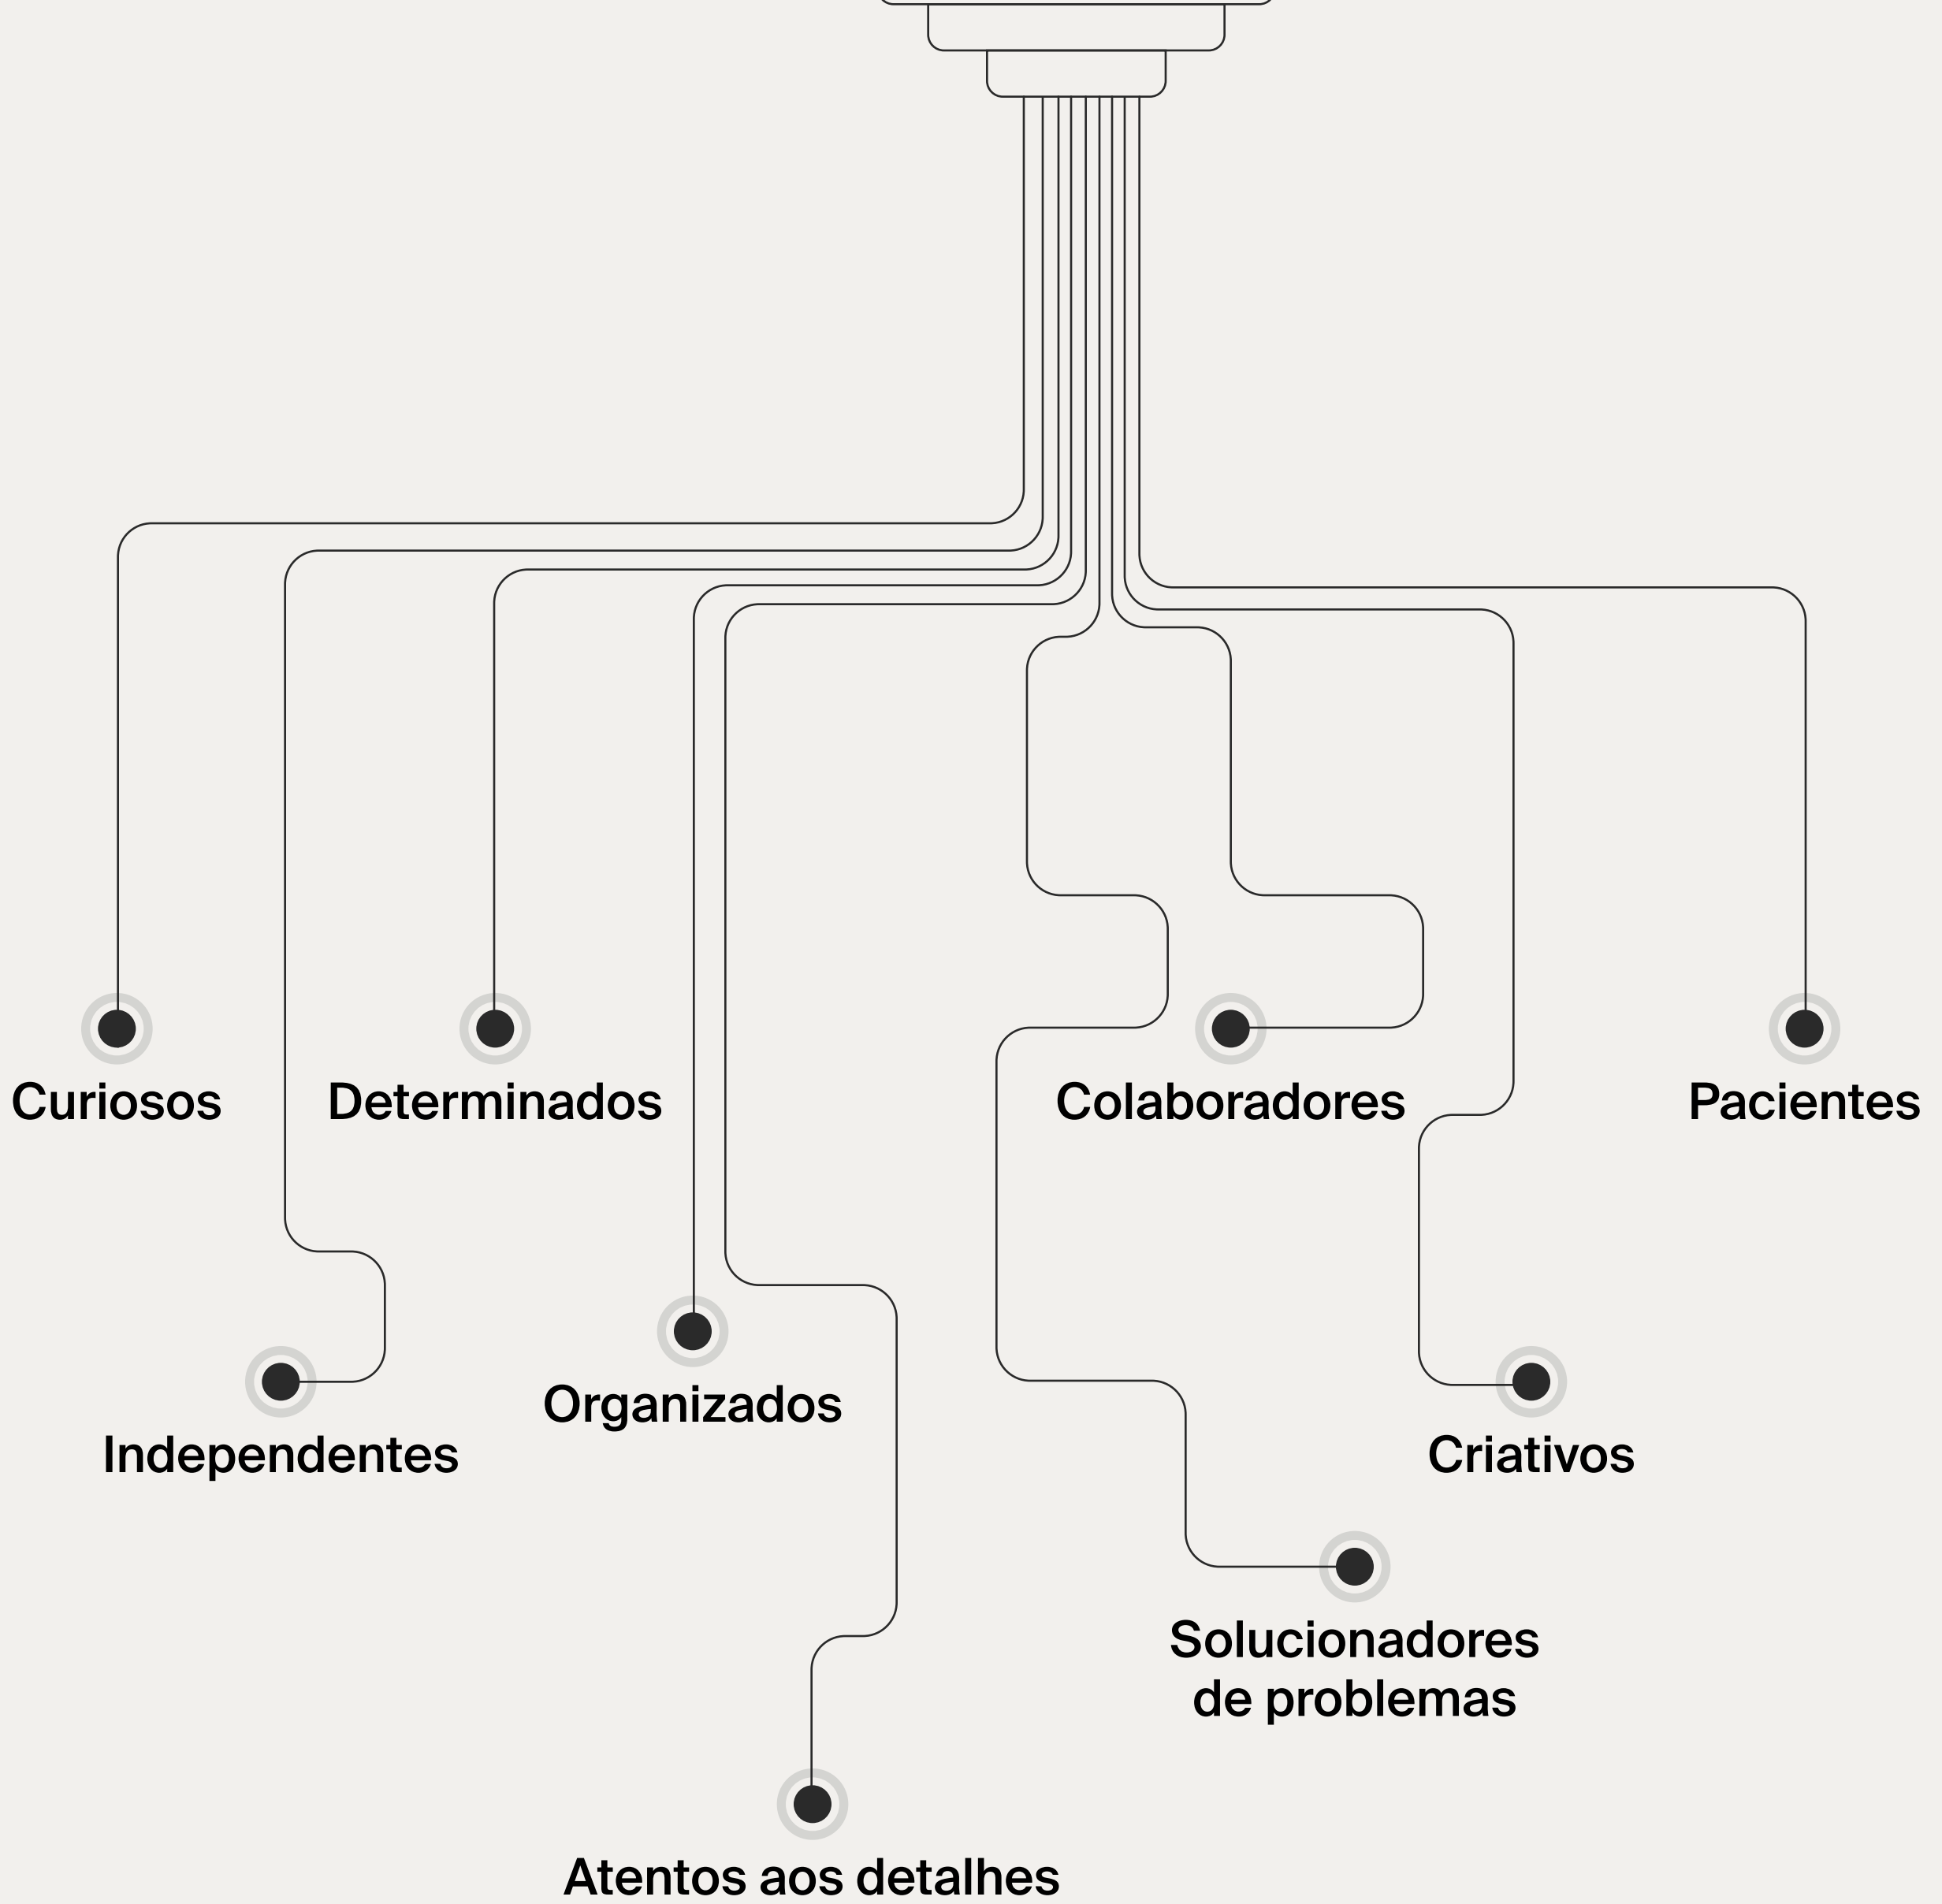 Curiosos
Determinados
Colaboradores
Pacientes
Organizados
Independentes
Criativos
Solucionadores
de problemas
Atentos aos detalhes